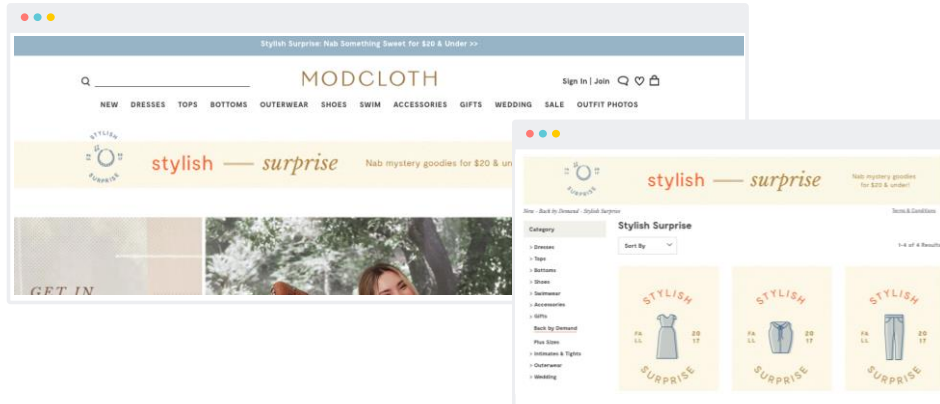 Stylish Surprise: Nab Something Sweet for $20 & Under >>
MODCLOTH
Sign In | Join
NEW DRESSES TOPS BOTTOMS OUTERWEAR SHOES SWIM ACCESSORIES GIFTS WEDDING SALE OUTFIT PHOTOS
STYLISH
SURPRISE
stylish — surprise
Nab mystery goodies for $20 & un
GET IN
SURPRISE
stylish — surprise
Nab mystery goodies
for $20 & under!
New - Back by Demand - Stylish Surprise
Terms & Conditions
Category
> Dresses
> Tops
> Bottoms
> Shoes
> Swimwear
> Accessories
> Gifts
Back by Demand
Plus Sizes
> Intimates & Tights
> Outerwear
> Wedding
Stylish Surprise
Sort By
1-4 of 4 Results
STYLISH
FA
LL
20
17
SURPRISE
STYLISH
FA
LL
20
17
SURPRISE
STYLISH
FA
LL
20
17
SURPRISE